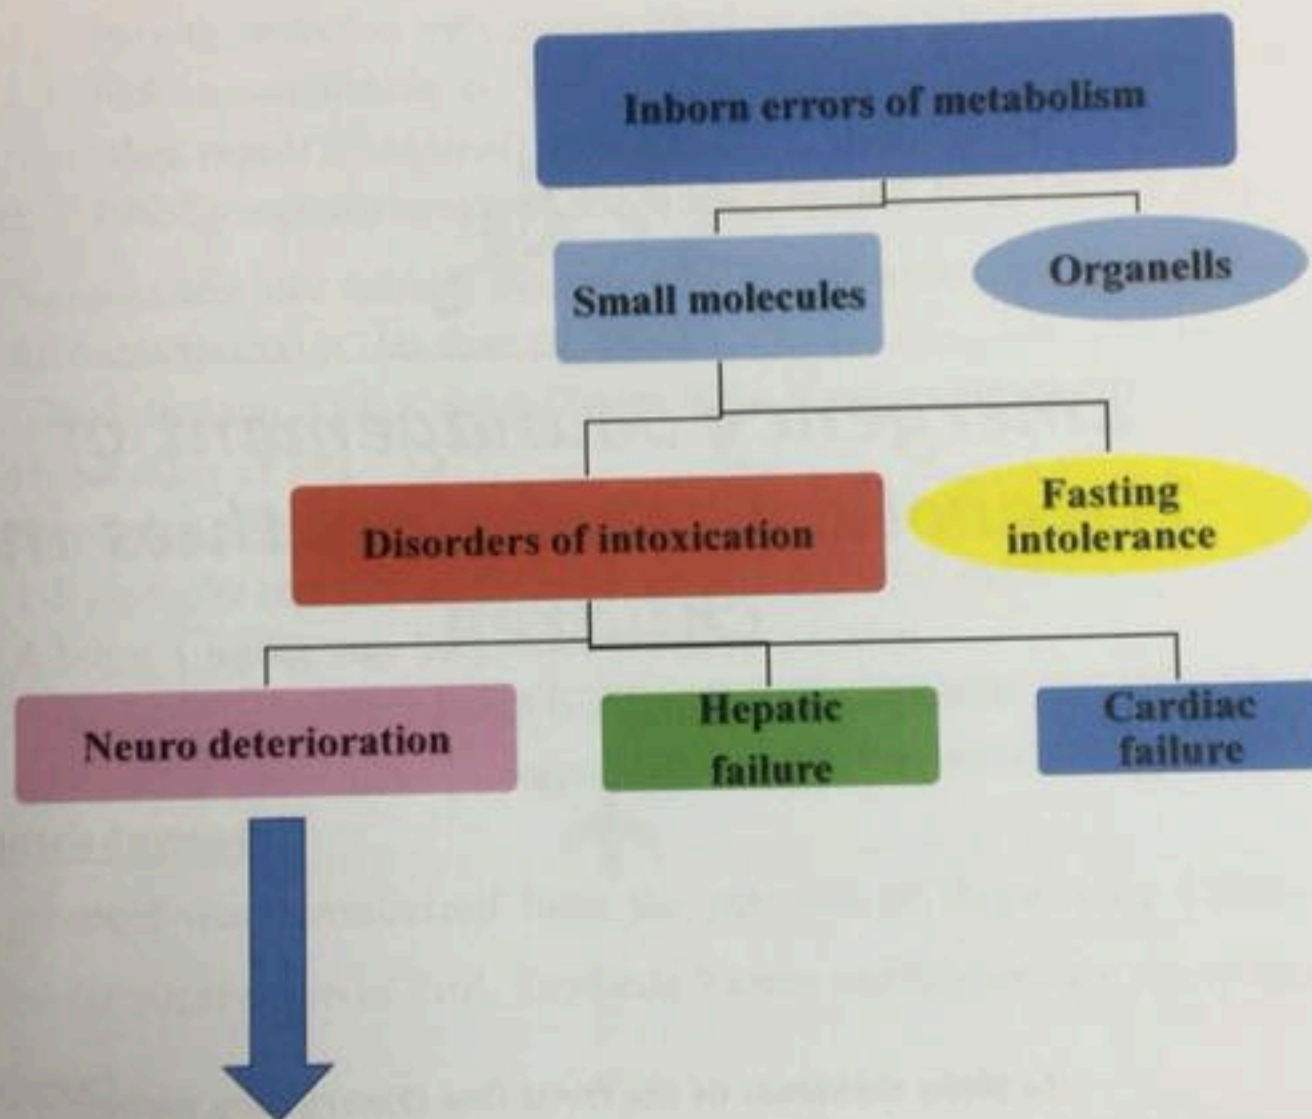 Inborn errors of metabolism
Small molecules
Organells
Disorders of intoxication
Fasting
intolerance
Neuro deterioration
Hepatic
failure
Cardiac
failure